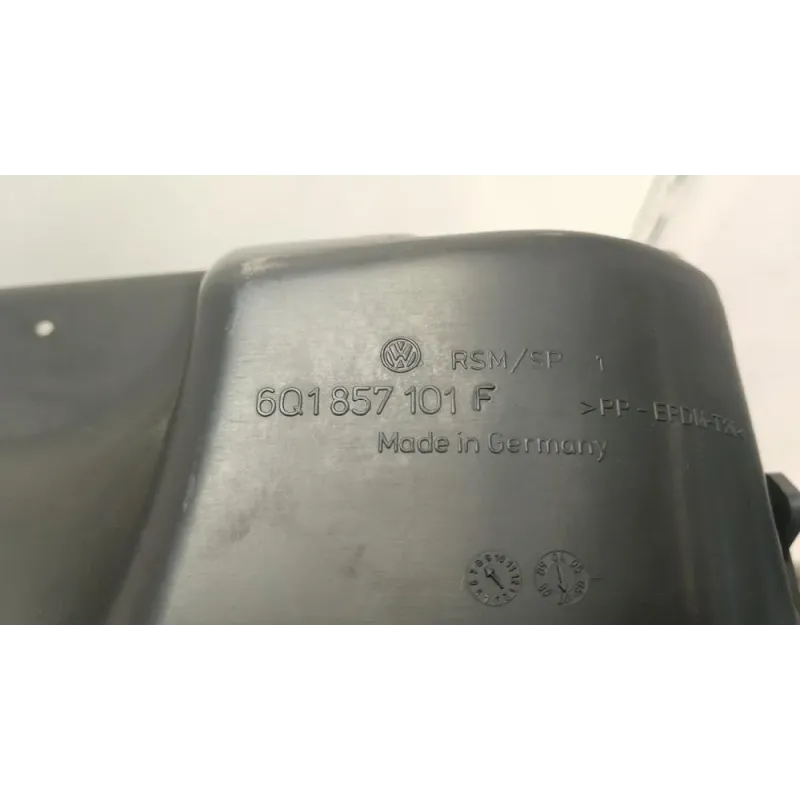 RSM/SP 1
6Q1 857 101 F
>PP-EPDM-T20<
Made in Germany